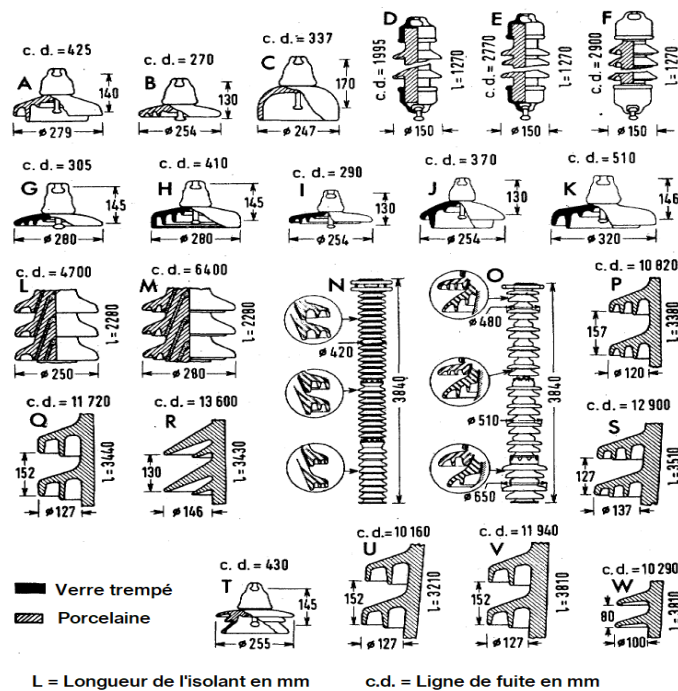 c. d. = 425
A
140
ø 279
c. d. = 270
B
130
ø 254
c. d. = 337
C
170
ø 247
D
c. d. = 1995
l = 1270
ø 150
E
c. d. = 2770
l = 1270
ø 150
F
c. d. = 2900
l = 1270
ø 150
c. d. = 305
G
145
ø 280
c. d. = 410
H
145
ø 280
c. d. = 290
I
130
ø 254
c. d. = 370
J
130
ø 254
c. d. = 510
K
146
ø 320
c. d. = 4700
L
l = 2280
ø 250
c. d. = 6400
M
l = 2280
ø 280
N
ø 420
3840
O
ø 480
ø 510
ø 650
3840
c. d. = 10 820
P
157
l = 3380
ø 120
c. d. = 11 720
Q
152
l = 3440
ø 127
c. d. = 13 600
R
130
l = 3430
ø 146
c. d. = 12 900
S
127
l = 3510
ø 137
c. d. = 430
T
145
ø 255
c. d. = 10 160
U
152
l = 3210
ø 127
c. d. = 11 940
V
152
l = 3810
ø 127
c. d. = 10 290
W
80
l = 3810
ø 100
Verre trempé
Porcelaine
L = Longueur de l'isolant en mm
c.d. = Ligne de fuite en mm